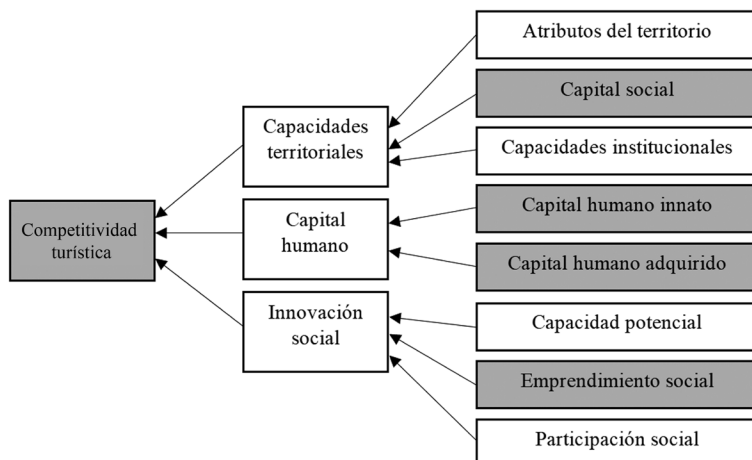 Atributos del territorio
Capital social
Capacidades institucionales
Capital humano innato
Capital humano adquirido
Capacidad potencial
Emprendimiento social
Participación social
Capacidades
territoriales
Capital
humano
Innovación
social
Competitividad
turística